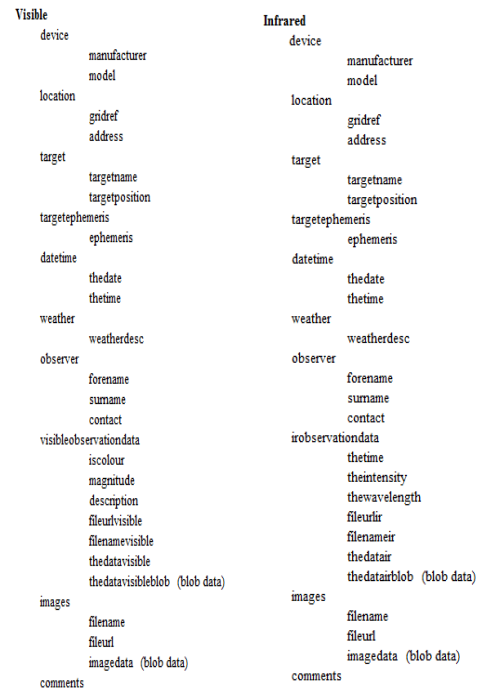 Visible
device
manufacturer
model
location
gridref
address
target
targetname
targetposition
targetephemeris
ephemeris
datetime
thedate
thetime
weather
weatherdesc
observer
forename
surname
contact
visibleobservationdata
iscolour
magnitude
description
fileurlvisible
filenamevisible
thedatavisible
thedatavisibleblob (blob data)
images
filename
fileurl
imagedata (blob data)
comments
Infrared
device
manufacturer
model
location
gridref
address
target
targetname
targetposition
targetephemeris
ephemeris
datetime
thedate
thetime
weather
weatherdesc
observer
forename
surname
contact
irobservationdata
thetime
theintensity
thewavelength
fileurlir
filenameir
thedatair
thedatairblob (blob data)
images
filename
fileurl
imagedata (blob data)
comments